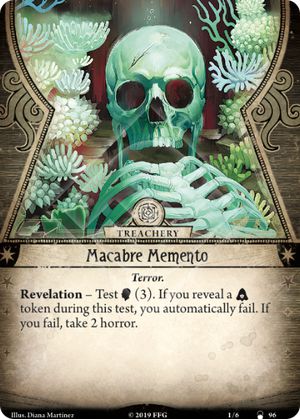 TREACHERY
Macabre Memento
Terror.
Revelation – Test (3). If you reveal a
token during this test, you automatically fail. If
you fail, take 2 horror.
Illus. Diana Martinez © 2019 FFG 1/6 96